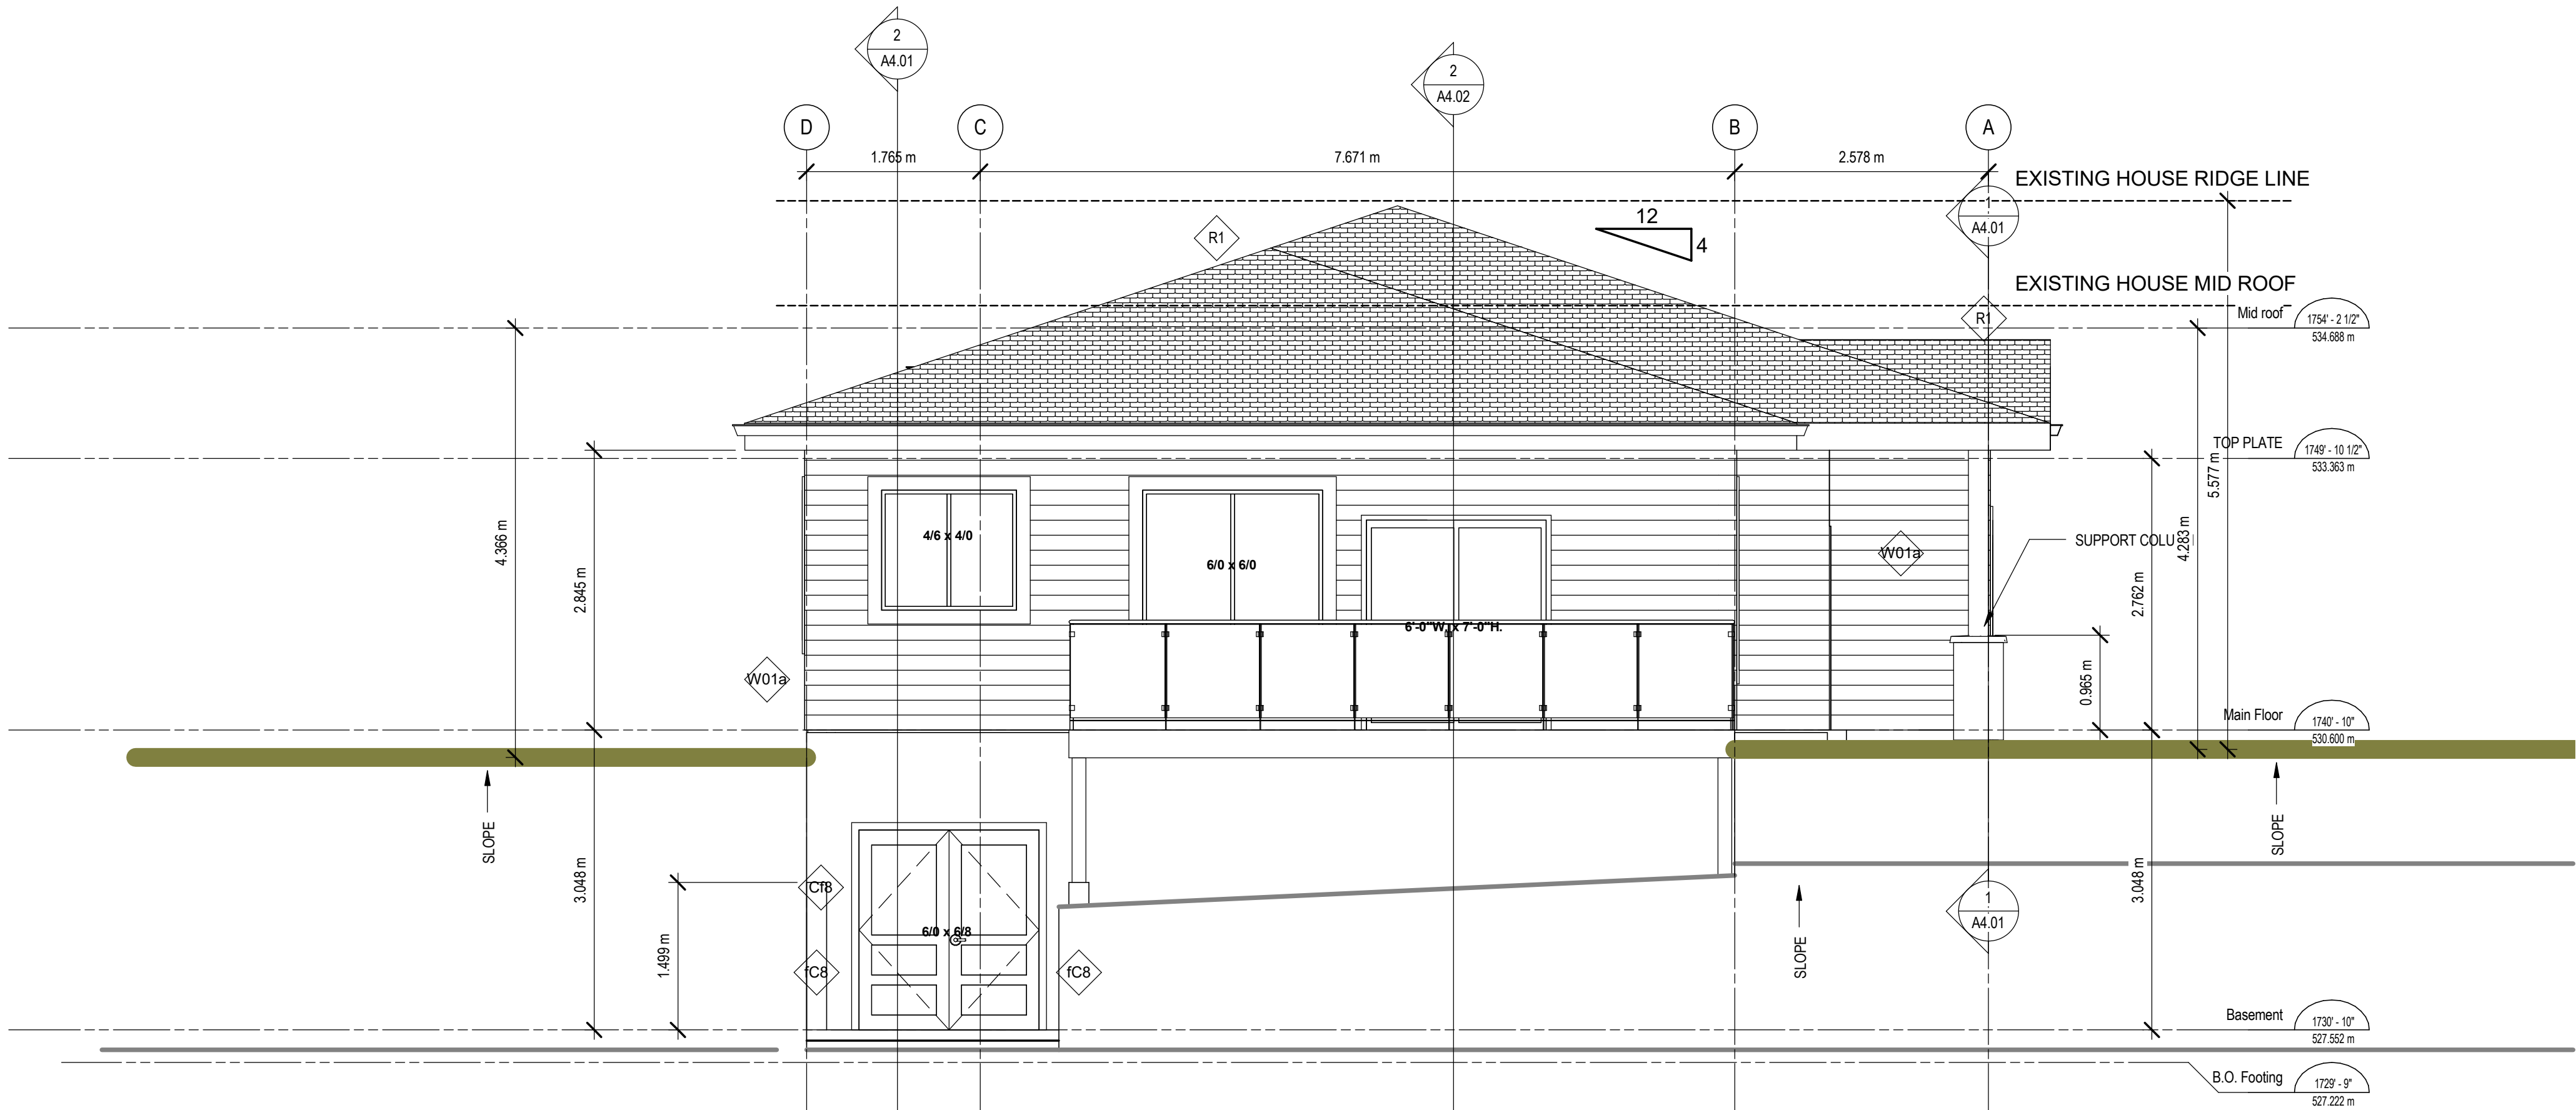 2
A4.01
2
A4.02
D
C
B
A
1.765 m
7.671 m
2.578 m
EXISTING HOUSE RIDGE LINE
1
A4.01
12
4
R1
EXISTING HOUSE MID ROOF
Mid roof
1754' - 2 1/2"
534.688 m
R1
TOP PLATE
1749' - 10 1/2"
533.363 m
5.577 m
4.366 m
2.845 m
4/6 x 4/0
6/0 x 6/0
6'-0"W. x 7'-0"H.
W01a
SUPPORT COLU
4.283 m
2.762 m
0.965 m
W01a
Main Floor
1740' - 10"
530.600 m
SLOPE
SLOPE
SLOPE
3.048 m
1.499 m
Cf8
fC8
6/0 x 6/8
fC8
3.048 m
1
A4.01
Basement
1730' - 10"
527.552 m
B.O. Footing
1729' - 9"
527.222 m